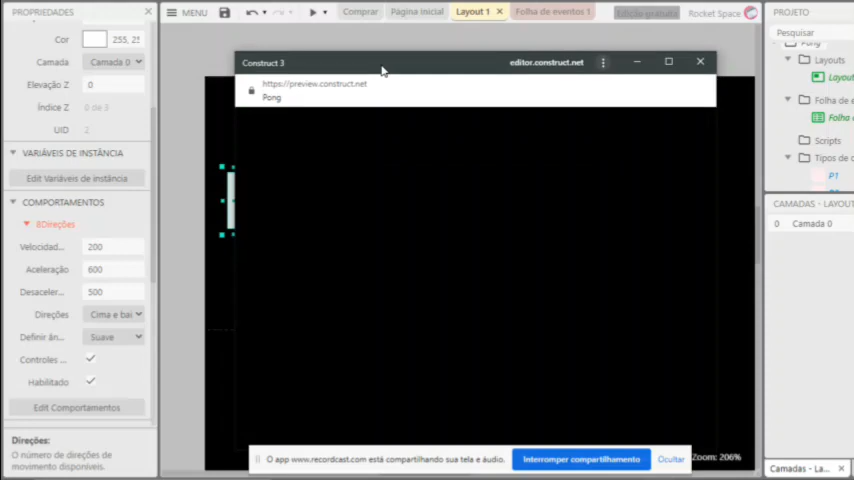 PROPRIEDADES
MENU
Comprar
Página inicial
Layout 1
Folha de eventos 1
Edição gratuita
Rocket Space
PROJETO
Cor
255, 25
Pesquisar
Camada
Camada 0
Pong
Elevação Z
0
Layouts
Layout
Índice Z
0 de 3
Folha de e
UID
2
Folha
Scripts
Tipos de
P1
Construct 3
editor.construct.net
https://preview.construct.net
Pong
VARIÁVEIS DE INSTÂNCIA
Edit Variáveis de instância
COMPORTAMENTOS
8Direções
Velocidad...
200
Aceleração
600
Desaceler...
500
Direções
Cima e bai
Definir ân...
Suave
Controles ...
Habilitado
Edit Comportamentos
Direções:
O número de direções de
movimento disponíveis.
CAMADAS - LAYOUT
0
Camada 0
O app www.recordcast.com está compartilhando sua tela e áudio.
Interromper compartilhamento
Ocultar
Zoom: 206%
Camadas - La...